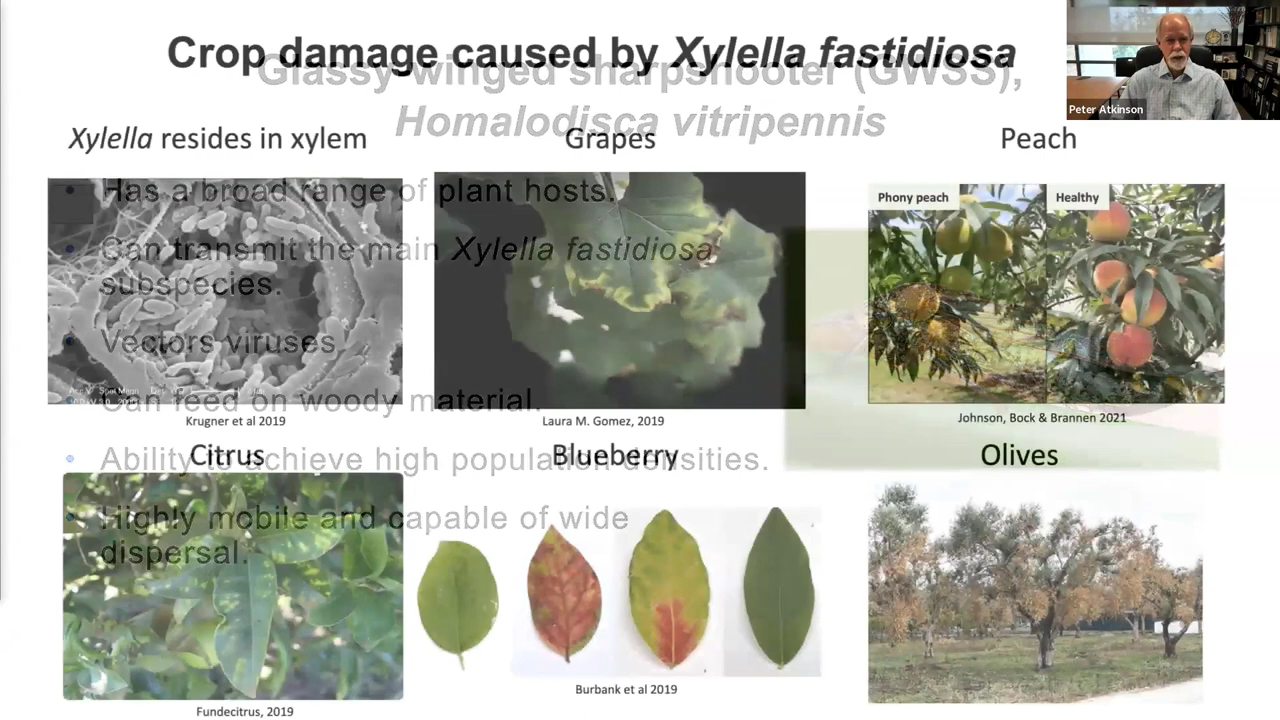 Crop damage caused by Xylella fastidiosa
Glassy winged sharpshooter (GWSS),
Homalodisca vitripennis
Peter Atkinson
Xylella resides in xylem
Grapes
Peach
Has a broad range of plant hosts.
Can transmit the main Xylella fastidiosa
subspecies.
Vectors viruses
Can feed on woody material.
Phony peach
Healthy
Krugner et al 2019
Laura M. Gomez, 2019
Johnson, Bock & Brannen 2021
Citrus
Blueberry
Olives
Ability to achieve high population densities.
Highly mobile and capable of wide
dispersal.
Fundecitrus, 2019
Burbank et al 2019